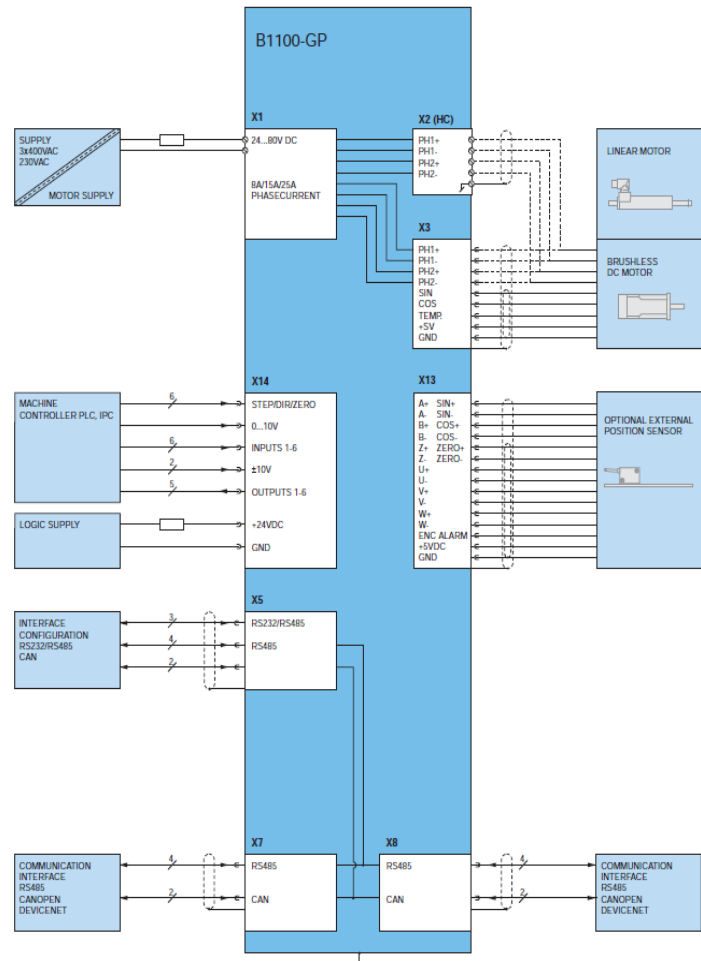 B1100-GP
X1
X2 (HC)
SUPPLY
3x400VAC
230VAC
MOTOR SUPPLY
24...80V DC
8A/15A/25A
PHASECURRENT
PH1+
PH1-
PH2+
PH2-
LINEAR MOTOR
X3
PH1+
PH1-
PH2+
PH2-
SIN
COS
TEMP.
+5V
GND
BRUSHLESS
DC MOTOR
X14
MACHINE
CONTROLLER PLC, IPC
6
6
2
5
STEP/DIR/ZERO
0...10V
INPUTS 1-6
±10V
OUTPUTS 1-6
LOGIC SUPPLY
+24VDC
GND
X13
A+ SIN+
A- SIN-
B+ COS+
B- COS-
Z+ ZERO+
Z- ZERO-
U+
U-
V+
V-
W+
W-
ENC ALARM
+5VDC
GND
OPTIONAL EXTERNAL
POSITION SENSOR
X5
INTERFACE
CONFIGURATION
RS232/RS485
CAN
3
4
2
RS232/RS485
RS485
X7
X8
COMMUNICATION
INTERFACE
RS485
CANOPEN
DEVICENET
4
2
RS485
CAN
RS485
CAN
4
2
COMMUNICATION
INTERFACE
RS485
CANOPEN
DEVICENET